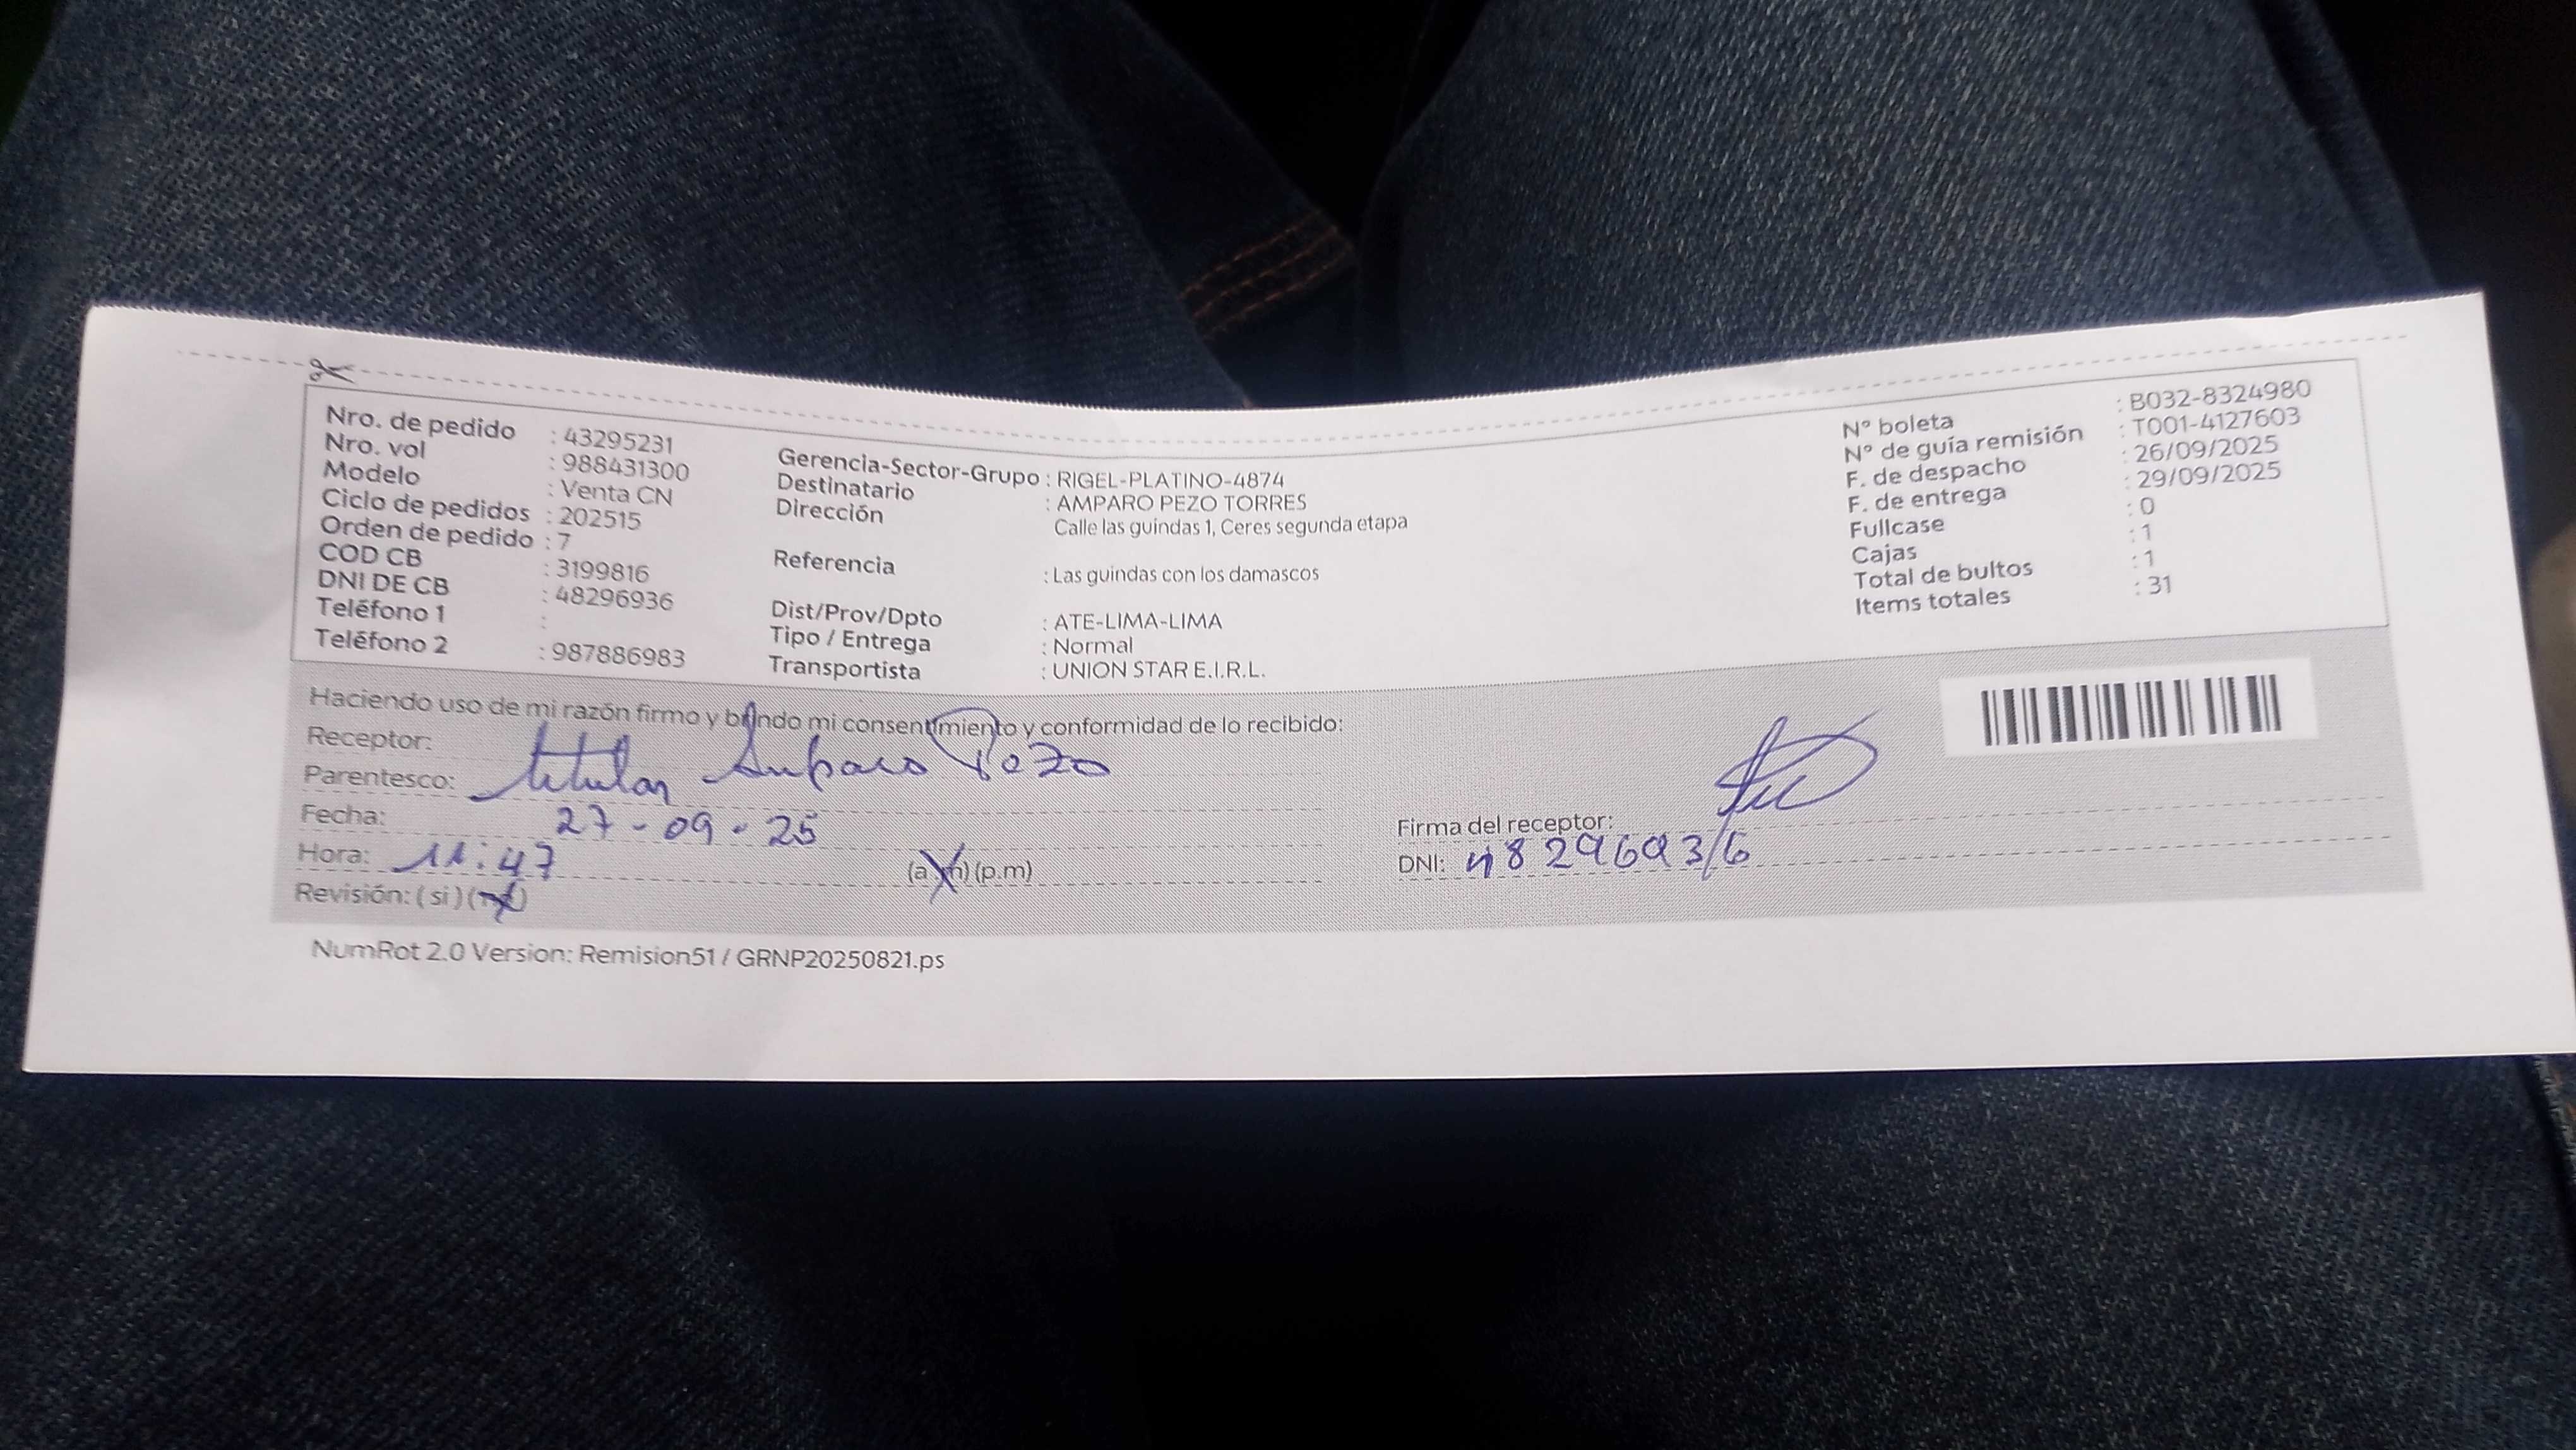 Nro. de pedido : 43295231
Nro. vol : 988431300
Modelo : Venta CN
Ciclo de pedidos : 202515
Orden de pedido : 7
COD CB : 3199816
DNI DE CB : 48296936
Teléfono 1 :
Teléfono 2 : 987886983
Gerencia-Sector-Grupo : RIGEL-PLATINO-4874
Destinatario : AMPARO PEZO TORRES
Dirección Calle las guindas 1, Ceres segunda etapa
Referencia : Las guindas con los damascos
Dist/Prov/Dpto : ATE-LIMA-LIMA
Tipo / Entrega : Normal
Transportista : UNION STAR E.I.R.L.
N° boleta : B032-8324980
N° de guía remisión : T001-4127603
F. de despacho : 26/09/2025
F. de entrega : 29/09/2025
Fullcase : 0
Cajas : 1
Total de bultos : 1
Items totales : 31
Haciendo uso de mi razón firmo y brindo mi consentimiento y conformidad de lo recibido:
Receptor:
Parentesco: titular Amparo Pezo
Fecha: 27-09-25
Hora: 11:47 (a.m) (p.m)
Revisión: ( si ) (no)
Firma del receptor:
DNI: 48296936
NumRot 2.0 Version: Remision51 / GRNP20250821.ps